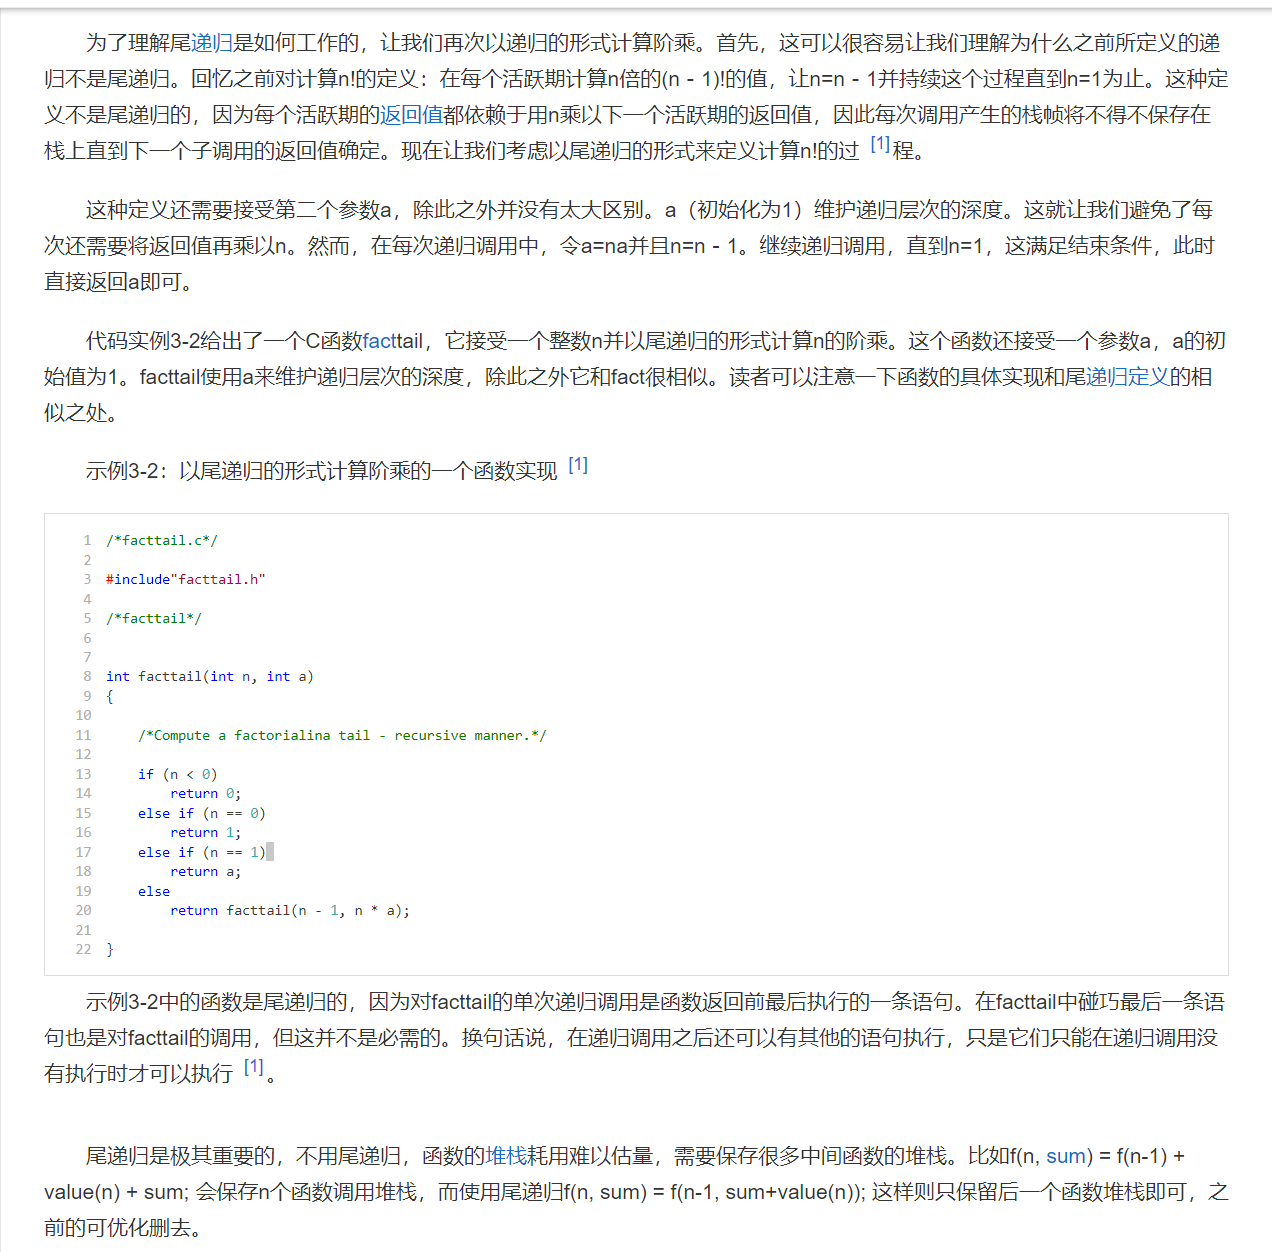 为了理解尾递归是如何工作的，让我们再次以递归的形式计算阶乘。首先，这可以很容易让我们理解为什么之前所定义的递
归不是尾递归。回忆之前对计算n!的定义：在每个活跃期计算n倍的(n - 1)!的值，让n=n - 1并持续这个过程直到n=1为止。这种定
义不是尾递归的，因为每个活跃期的返回值都依赖于用n乘以下一个活跃期的返回值，因此每次调用产生的栈帧将不得不保存在
栈上直到下一个子调用的返回值确定。现在让我们考虑以尾递归的形式来定义计算n!的过 [1] 程。
这种定义还需要接受第二个参数a，除此之外并没有太大区别。a（初始化为1）维护递归层次的深度。这就让我们避免了每
次还需要将返回值再乘以n。然而，在每次递归调用中，令a=na并且n=n - 1。继续递归调用，直到n=1，这满足结束条件，此时
直接返回a即可。
代码实例3-2给出了一个C函数facttail，它接受一个整数n并以尾递归的形式计算n的阶乘。这个函数还接受一个参数a，a的初
始值为1。facttail使用a来维护递归层次的深度，除此之外它和fact很相似。读者可以注意一下函数的具体实现和尾递归定义的相
似之处。
示例3-2：以尾递归的形式计算阶乘的一个函数实现 [1]
1 /*facttail.c*/
2
3 #include"facttail.h"
4
5 /*facttail*/
6
7
8 int facttail(int n, int a)
9 {
10
11     /*Compute a factorialina tail - recursive manner.*/
12
13     if (n < 0)
14         return 0;
15     else if (n == 0)
16         return 1;
17     else if (n == 1)
18         return a;
19     else
20         return facttail(n - 1, n * a);
21
22 }
示例3-2中的函数是尾递归的，因为对facttail的单次递归调用是函数返回前最后执行的一条语句。在facttail中碰巧最后一条语
句也是对facttail的调用，但这并不是必需的。换句话说，在递归调用之后还可以有其他的语句执行，只是它们只能在递归调用没
有执行时才可以执行 [1] 。
尾递归是极其重要的，不用尾递归，函数的堆栈耗用难以估量，需要保存很多中间函数的堆栈。比如f(n, sum) = f(n-1) +
value(n) + sum; 会保存n个函数调用堆栈，而使用尾递归f(n, sum) = f(n-1, sum+value(n)); 这样则只保留后一个函数堆栈即可，之
前的可优化删去。